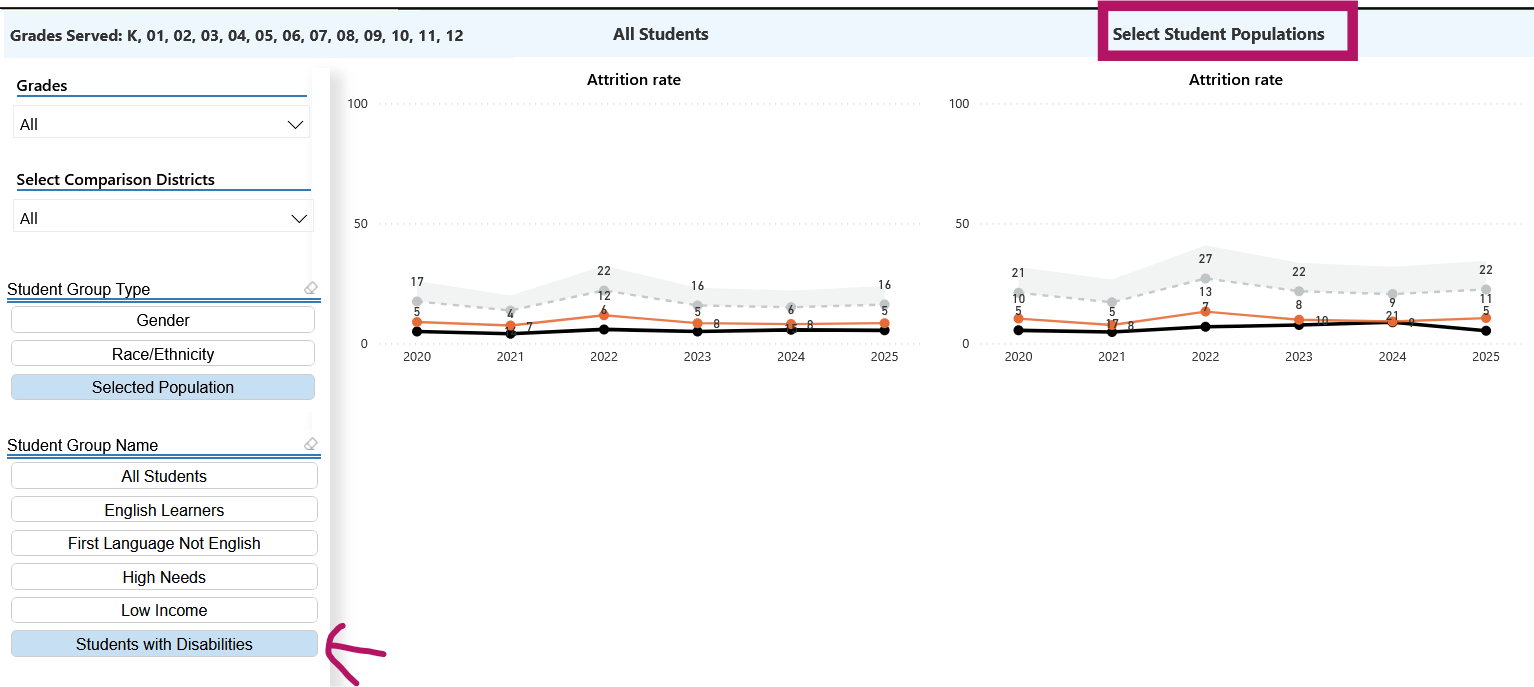 Grades Served: K, 01, 02, 03, 04, 05, 06, 07, 08, 09, 10, 11, 12
All Students
Select Student Populations
Grades
All
Select Comparison Districts
All
Student Group Type
Gender
Race/Ethnicity
Selected Population
Student Group Name
All Students
English Learners
First Language Not English
High Needs
Low Income
Students with Disabilities
Attrition rate
100
50
0
17
5
4
7
22
12
6
16
5
8
6
8
16
5
2020 2021 2022 2023 2024 2025
Attrition rate
100
50
0
21
10
5
5
17
8
27
13
7
22
8
10
9
21
9
22
11
5
2020 2021 2022 2023 2024 2025